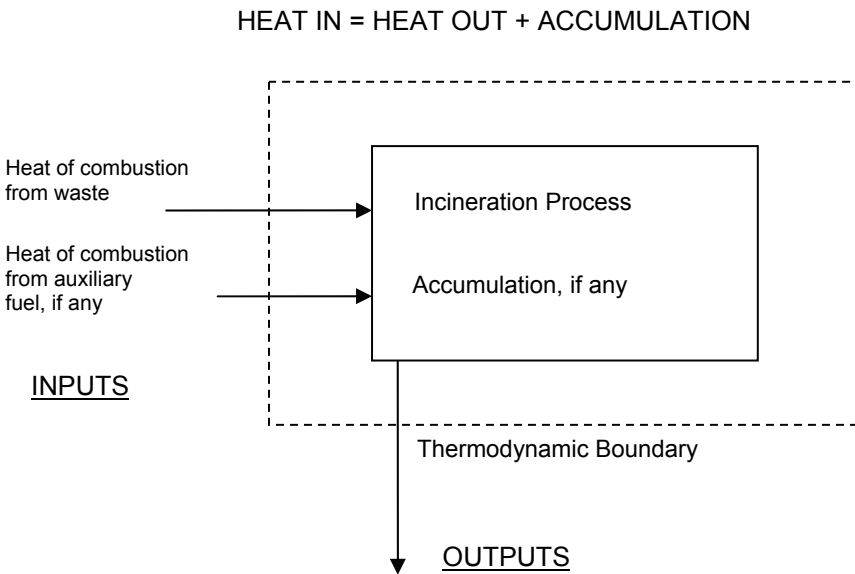 HEAT IN = HEAT OUT + ACCUMULATION
Heat of combustion
from waste
Incineration Process
Heat of combustion
from auxiliary
fuel, if any
Accumulation, if any
INPUTS
Thermodynamic Boundary
OUTPUTS